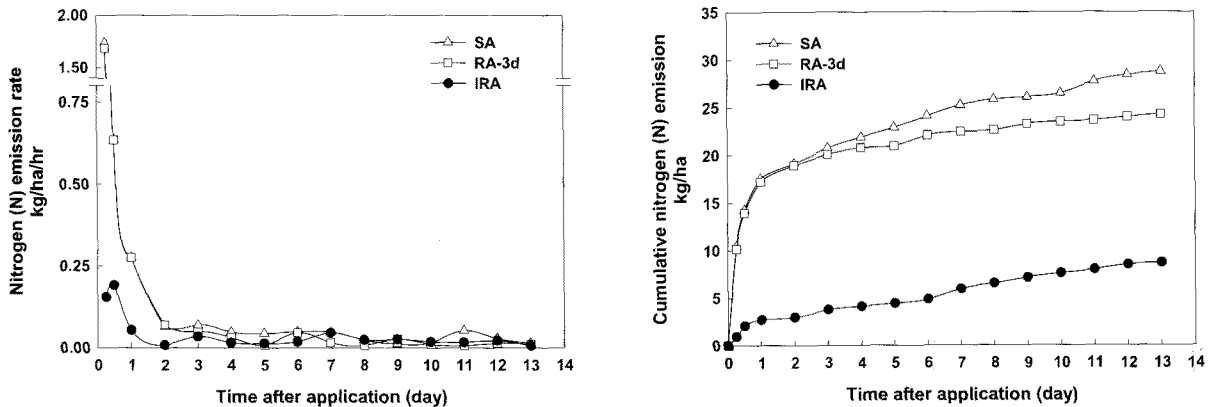 Nitrogen (N) emission rate
kg/ha/hr
2.00
1.50
0.75
0.50
0.25
0.00
SA
RA-3d
IRA
0 1 2 3 4 5 6 7 8 9 10 11 12 13 14
Time after application (day)
Cumulative nitrogen (N) emission
kg/ha
35
30
25
20
15
10
5
0
SA
RA-3d
IRA
0 1 2 3 4 5 6 7 8 9 10 11 12 13 14
Time after application (day)